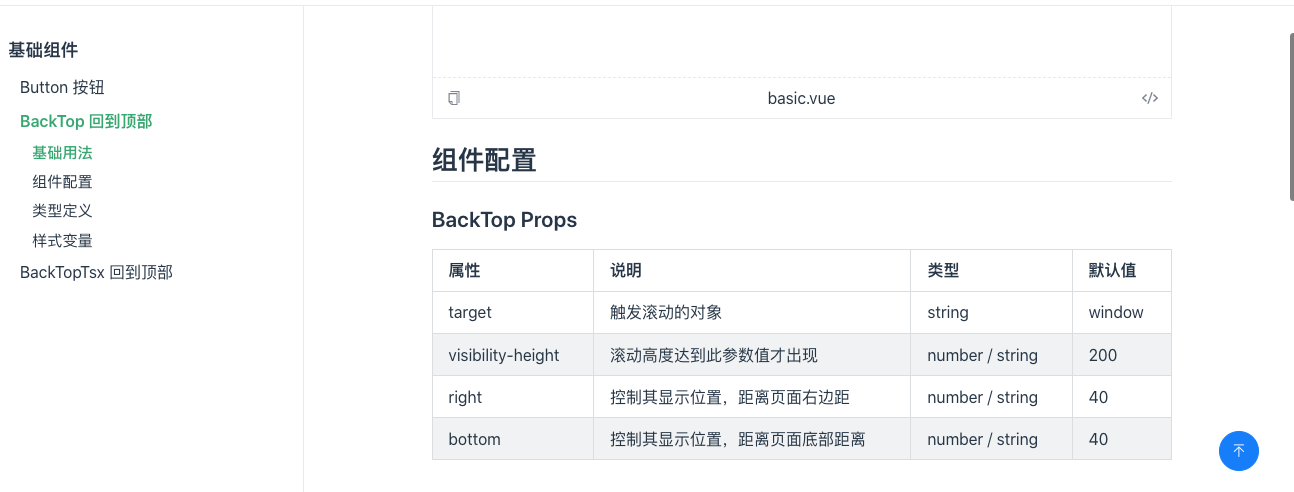 基础组件
Button 按钮
BackTop 回到顶部
基础用法
组件配置
类型定义
样式变量
BackTopTsx 回到顶部
basic.vue
</>
组件配置
BackTop Props
属性 说明 类型 默认值
target 触发滚动的对象 string window
visibility-height 滚动高度达到此参数值才出现 number / string 200
right 控制其显示位置，距离页面右边距 number / string 40
bottom 控制其显示位置，距离页面底部距离 number / string 40